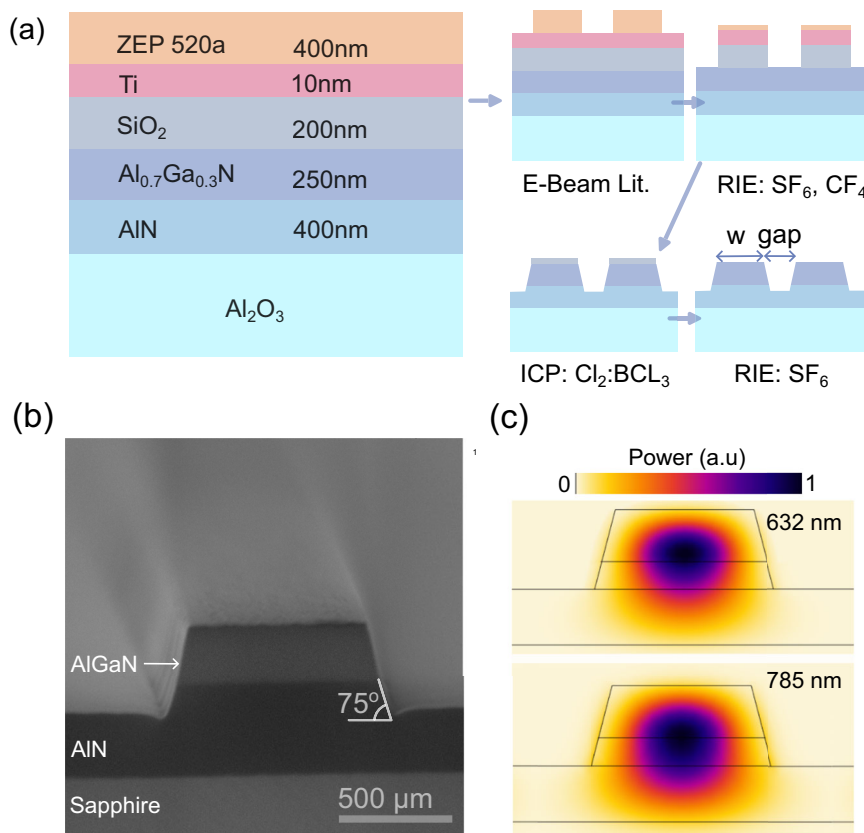 (a)
ZEP 520a 400nm
Ti 10nm
SiO₂ 200nm
Al₀.₇Ga₀.₃N 250nm
AlN 400nm
Al₂O₃
E-Beam Lit.
RIE: SF₆, CF₄
w gap
ICP: Cl₂:BCL₃
RIE: SF₆
(b)
1
AlGaN
75°
AlN
Sapphire
500 μm
(c)
Power (a.u)
0 1
632 nm
785 nm